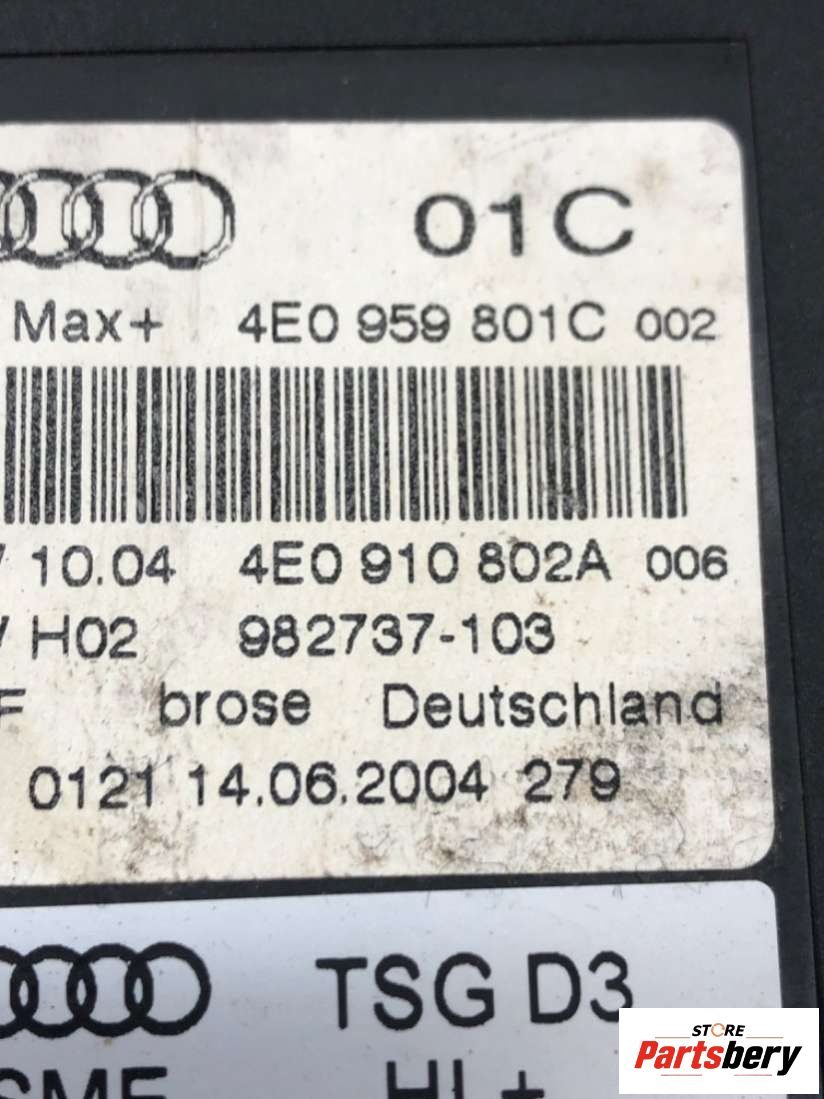 01C
Max+ 4E0 959 801C 002
10.04 4E0 910 802A 006
H02 982737-103
F brose Deutschland
0121 14.06.2004 279
TSG D3
HL+
STORE
Partsbery